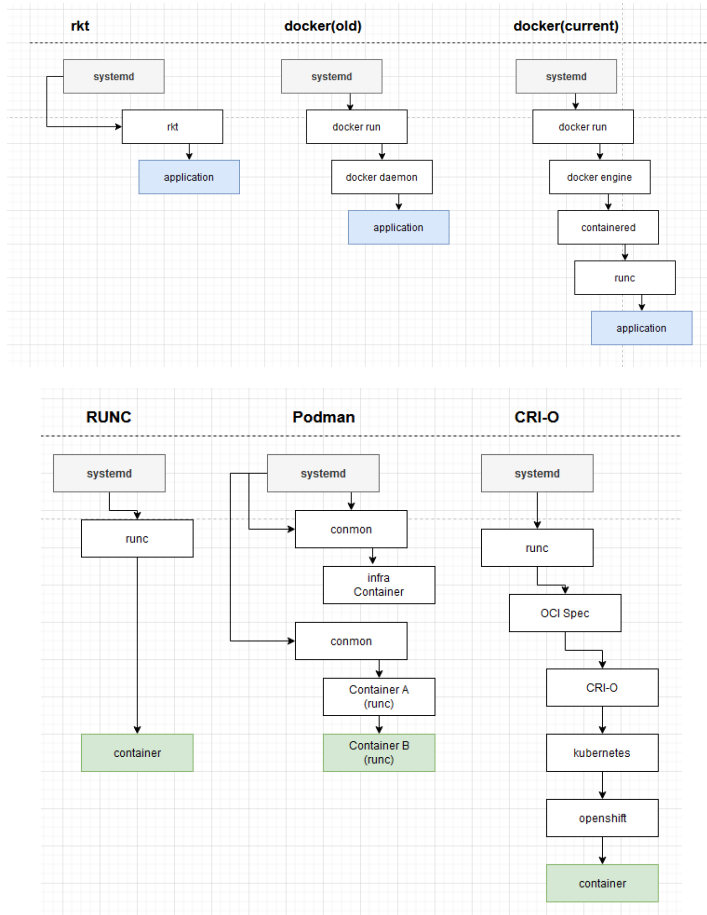 rkt
docker(old)
docker(current)
systemd
systemd
systemd
rkt
docker run
docker run
application
docker daemon
docker engine
application
containered
runc
application
RUNC
Podman
CRI-O
systemd
systemd
systemd
runc
conmon
runc
infra
Container
OCI Spec
conmon
Container A
(runc)
CRI-O
container
Container B
(runc)
kubernetes
openshift
container